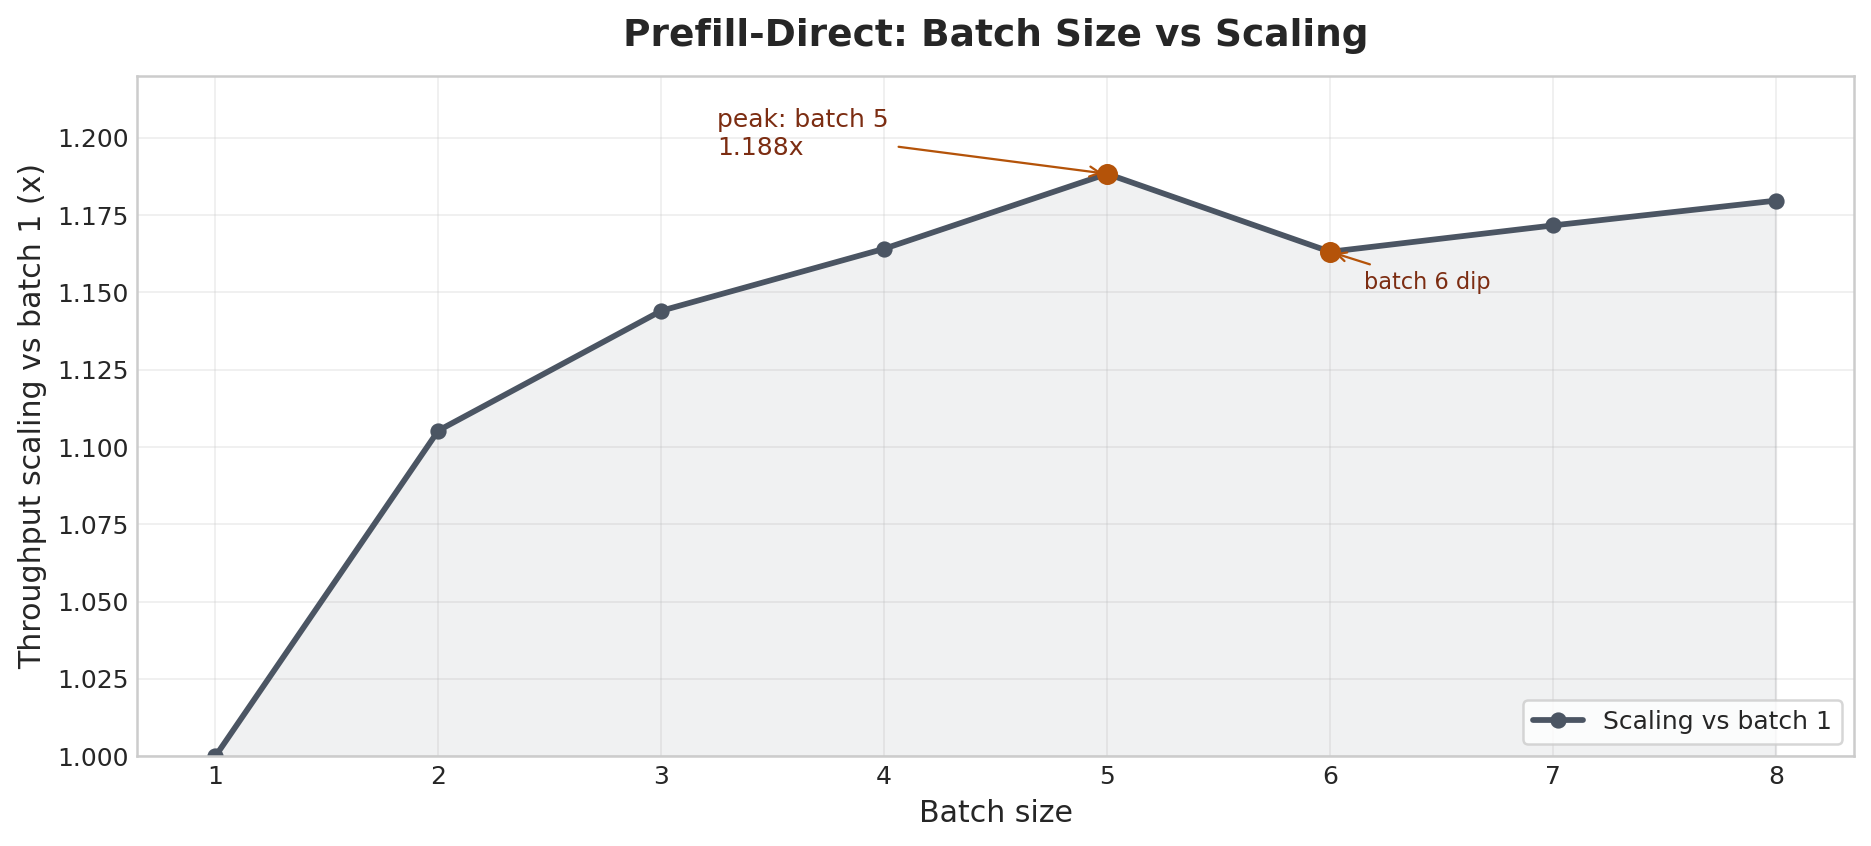 Prefill-Direct: Batch Size vs Scaling
Throughput scaling vs batch 1 (x)
1.200
1.175
1.150
1.125
1.100
1.075
1.050
1.025
1.000
peak: batch 5
1.188x
batch 6 dip
Scaling vs batch 1
1 2 3 4 5 6 7 8
Batch size